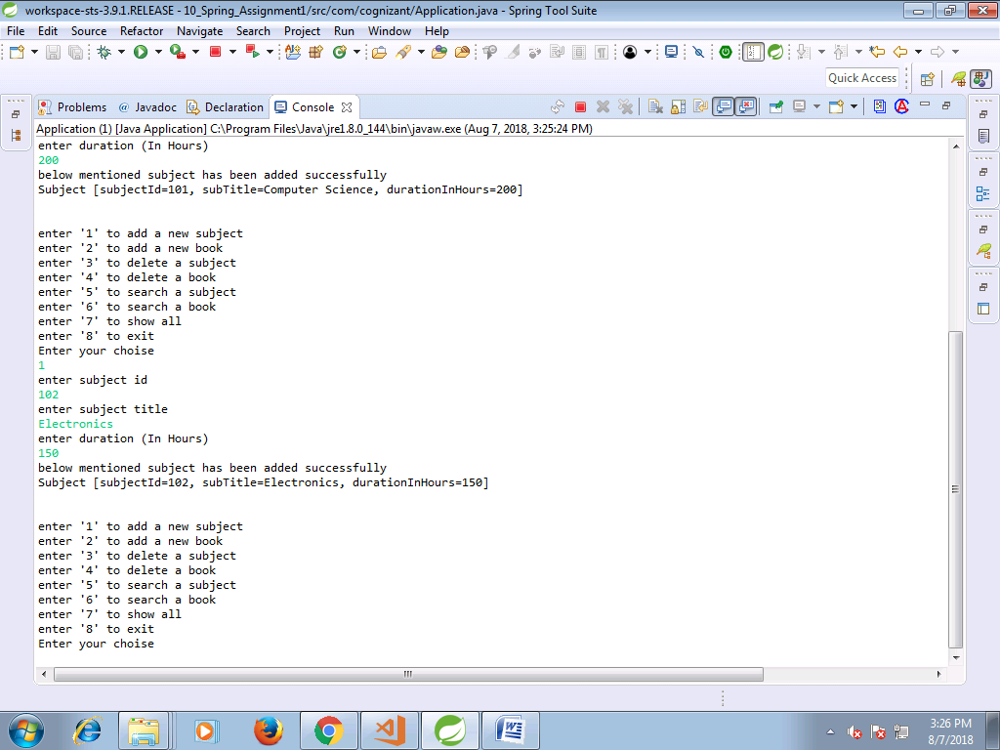 workspace-sts-3.9.1.RELEASE - 10_Spring_Assignment1/src/com/cognizant/Application.java - Spring Tool Suite
File Edit Source Refactor Navigate Search Project Run Window Help
Quick Access
Problems @ Javadoc Declaration Console
Application (1) [Java Application] C:\Program Files\Java\jre1.8.0_144\bin\javaw.exe (Aug 7, 2018, 3:25:24 PM)
enter duration (In Hours)
200
below mentioned subject has been added successfully
Subject [subjectId=101, subTitle=Computer Science, durationInHours=200]
enter '1' to add a new subject
enter '2' to add a new book
enter '3' to delete a subject
enter '4' to delete a book
enter '5' to search a subject
enter '6' to search a book
enter '7' to show all
enter '8' to exit
Enter your choise
1
enter subject id
102
enter subject title
Electronics
enter duration (In Hours)
150
below mentioned subject has been added successfully
Subject [subjectId=102, subTitle=Electronics, durationInHours=150]
enter '1' to add a new subject
enter '2' to add a new book
enter '3' to delete a subject
enter '4' to delete a book
enter '5' to search a subject
enter '6' to search a book
enter '7' to show all
enter '8' to exit
Enter your choise
3:26 PM
8/7/2018